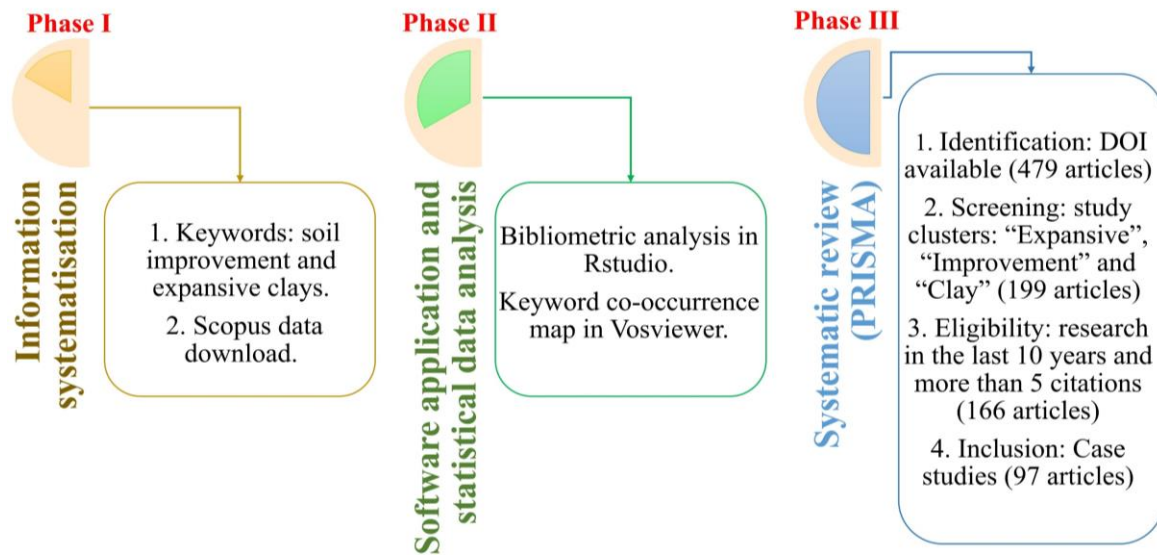 Phase I
Information
systematisation
1. Keywords: soil
improvement and
expansive clays.
2. Scopus data
download.
Phase II
Software application and
statistical data analysis
Bibliometric analysis in
Rstudio.
Keyword co-occurrence
map in Vosviewer.
Phase III
Systematic review
(PRISMA)
1. Identification: DOI
available (479 articles)
2. Screening: study
clusters: “Expansive”,
“Improvement” and
“Clay” (199 articles)
3. Eligibility: research
in the last 10 years and
more than 5 citations
(166 articles)
4. Inclusion: Case
studies (97 articles)